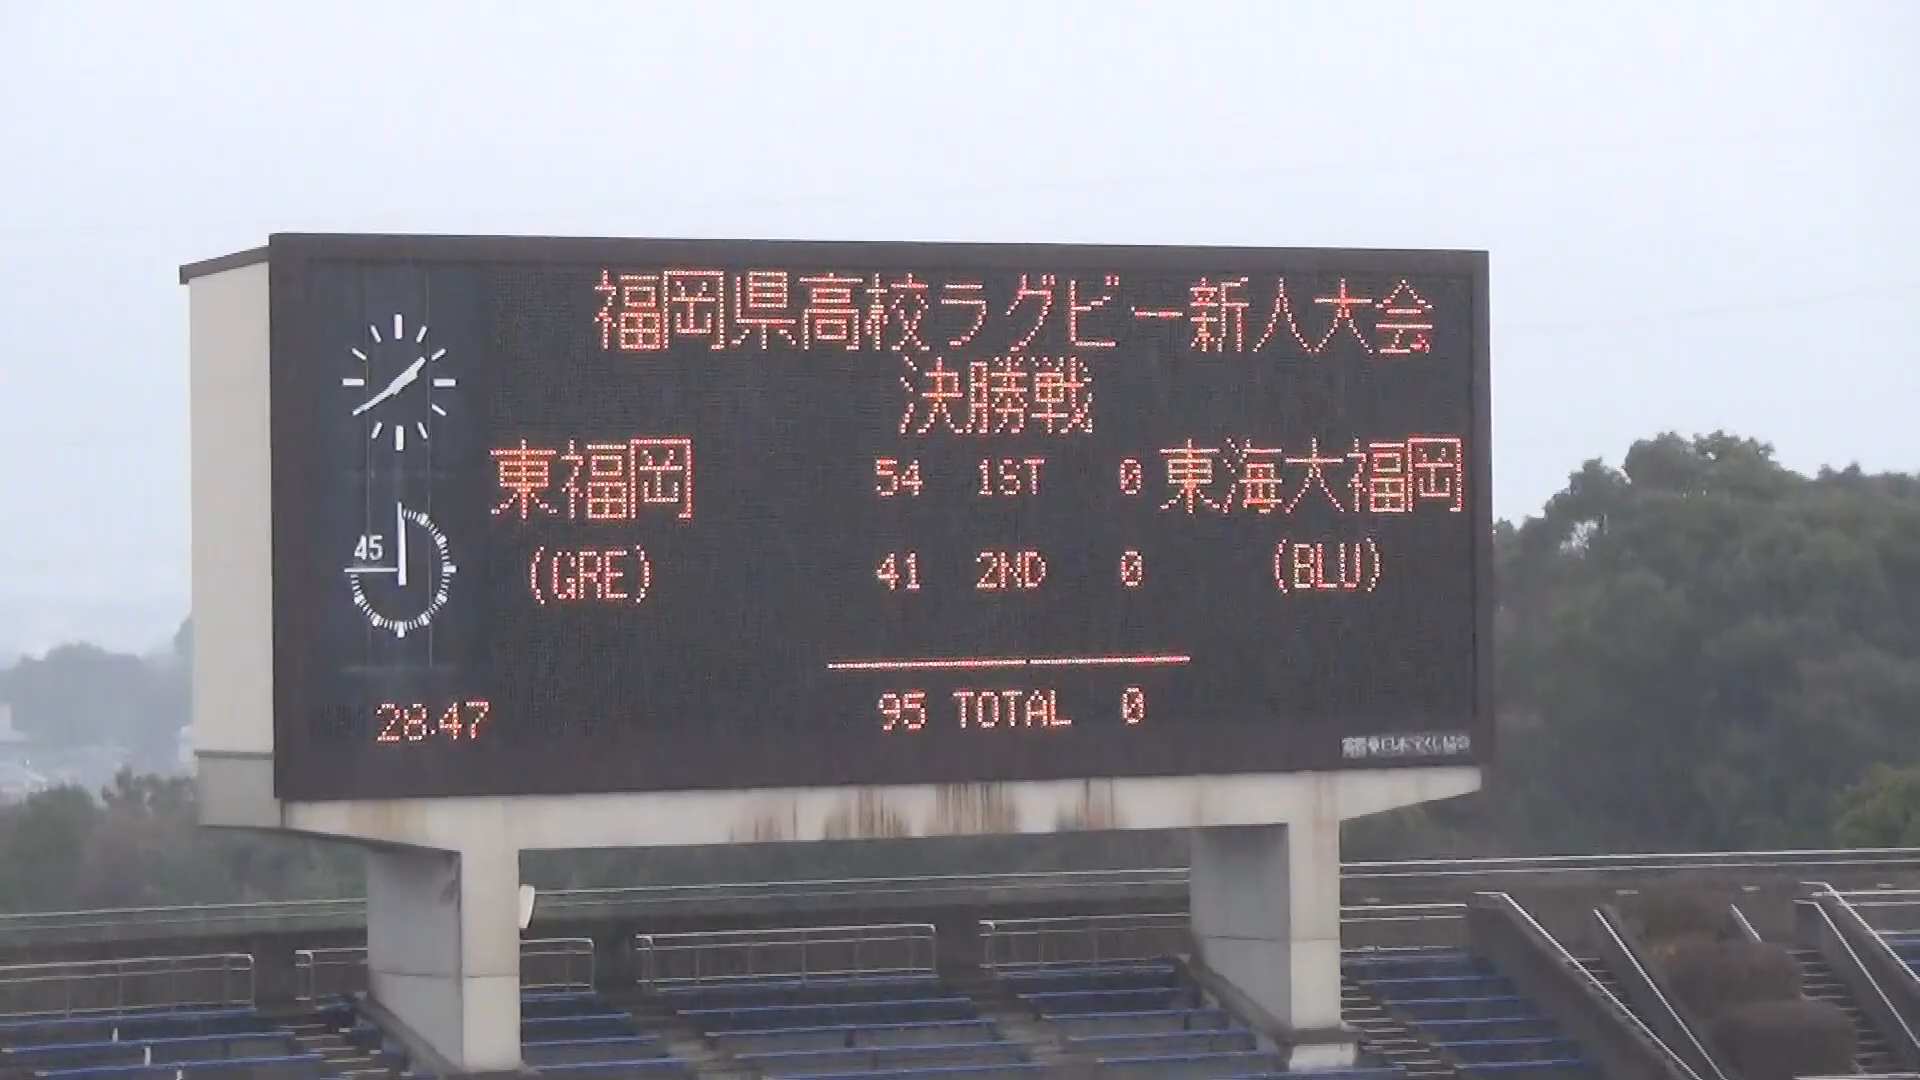 福岡県高校ラグビー新人大会
決勝戦
東福岡 54 1ST 0 東海大福岡
(GRE) 41 2ND 0 (BLU)
45
28.47
95 TOTAL 0